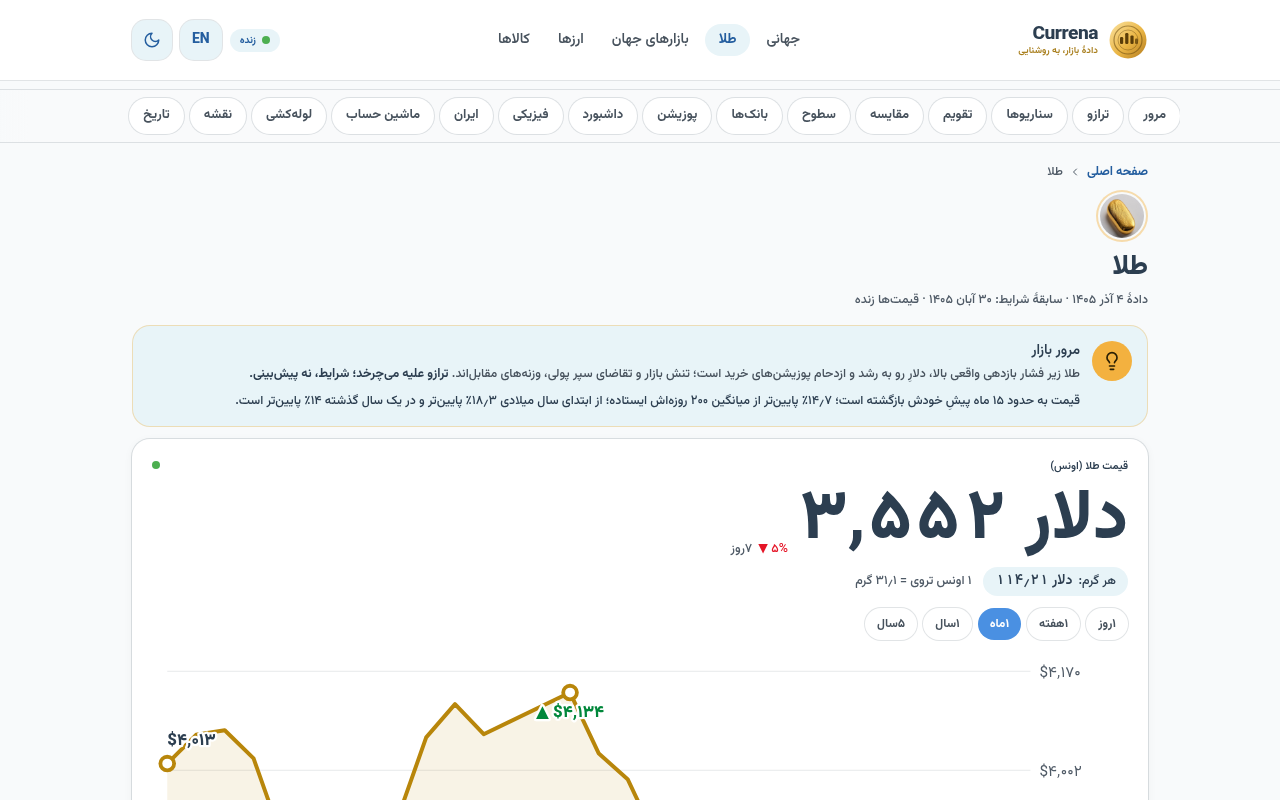 Currena
دادهٔ بازار، به روشنایی
جهانی
طلا
بازارهای جهان
ارزها
کالاها
زنده
EN
مرور
ترازو
سناریوها
تقویم
مقایسه
سطوح
بانک‌ها
پوزیشن
داشبورد
فیزیکی
ایران
ماشین حساب
لوله‌کشی
نقشه
تاریخ
صفحه اصلی
طلا
طلا
دادهٔ ۴ آذر ۱۴۰۵ · سابقهٔ شرایط: ۳۰ آبان ۱۴۰۵ · قیمت‌ها زنده
مرور بازار
طلا زیر فشار بازدهی واقعی بالا، دلارِ رو به رشد و ازدحام پوزیشن‌های خرید است؛ تنش بازار و تقاضای سپر پولی، وزنه‌های مقابل‌اند. ترازو علیه می‌چرخد؛ شرایط، نه پیش‌بینی.
قیمت به حدود ۱۵ ماه پیشِ خودش بازگشته است؛ ۱۴٫۷٪ پایین‌تر از میانگین ۲۰۰ روزه‌اش ایستاده؛ از ابتدای سال میلادی ۱۸٫۳٪ پایین‌تر و در یک سال گذشته ۱۴٪ پایین‌تر است.
قیمت طلا (اونس)
دلار ۳,۵۵۲
▼ ۵% ۷روز
هر گرم: دلار ۱۱۴٫۲۱
۱ اونس تروی = ۳۱٫۱ گرم
۱روز
۱هفته
۱ماه
۱سال
۵سال
$۴,۱۷۰
▲ $۴,۱۳۴
$۴,۰۱۳
$۴,۰۰۲